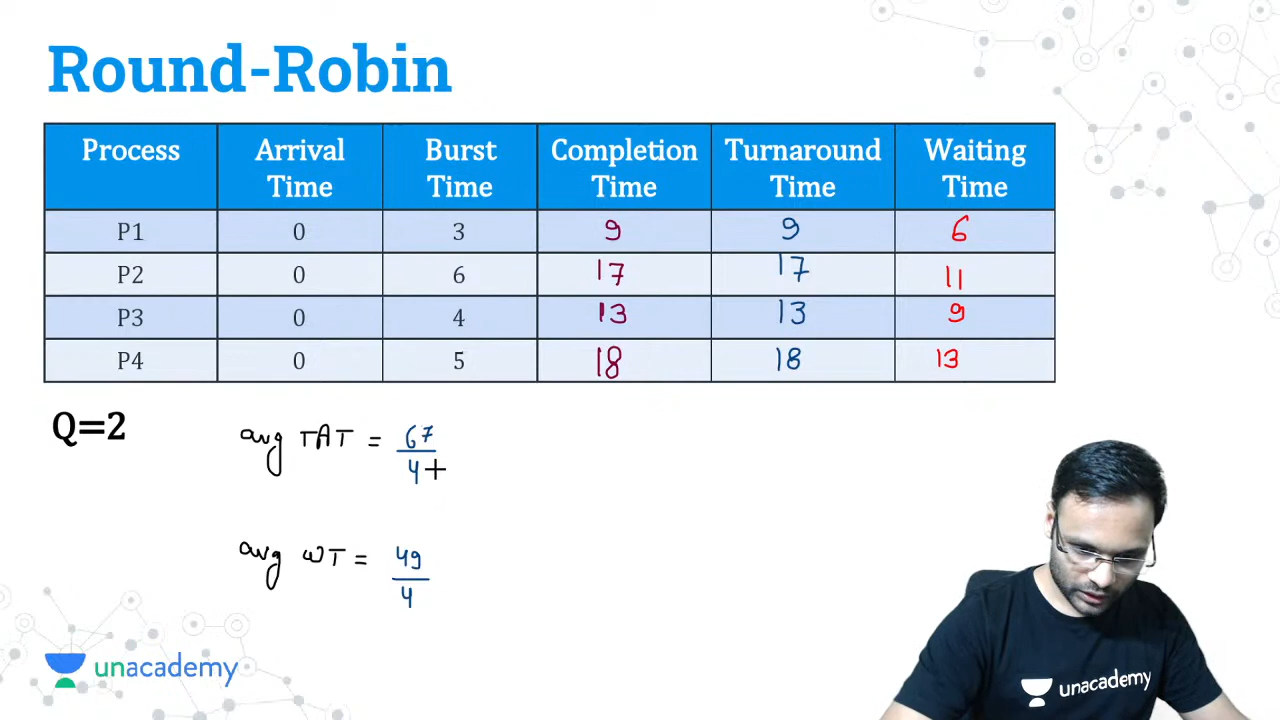 Round-Robin
Process Arrival Time Burst Time Completion Time Turnaround Time Waiting Time
P1 0 3 9 9 6
P2 0 6 17 17 11
P3 0 4 13 13 9
P4 0 5 18 18 13
Q=2
avg TAT = 67/4
avg WT = 49/4
unacademy
unacademy